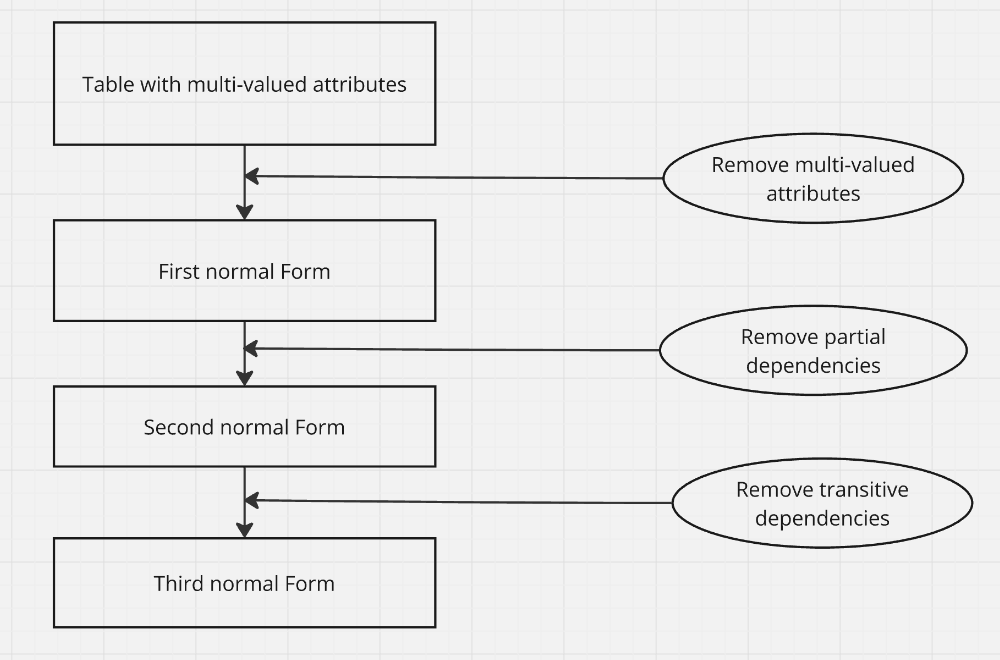 Table with multi-valued attributes
Remove multi-valued
attributes
First normal Form
Remove partial
dependencies
Second normal Form
Remove transitive
dependencies
Third normal Form